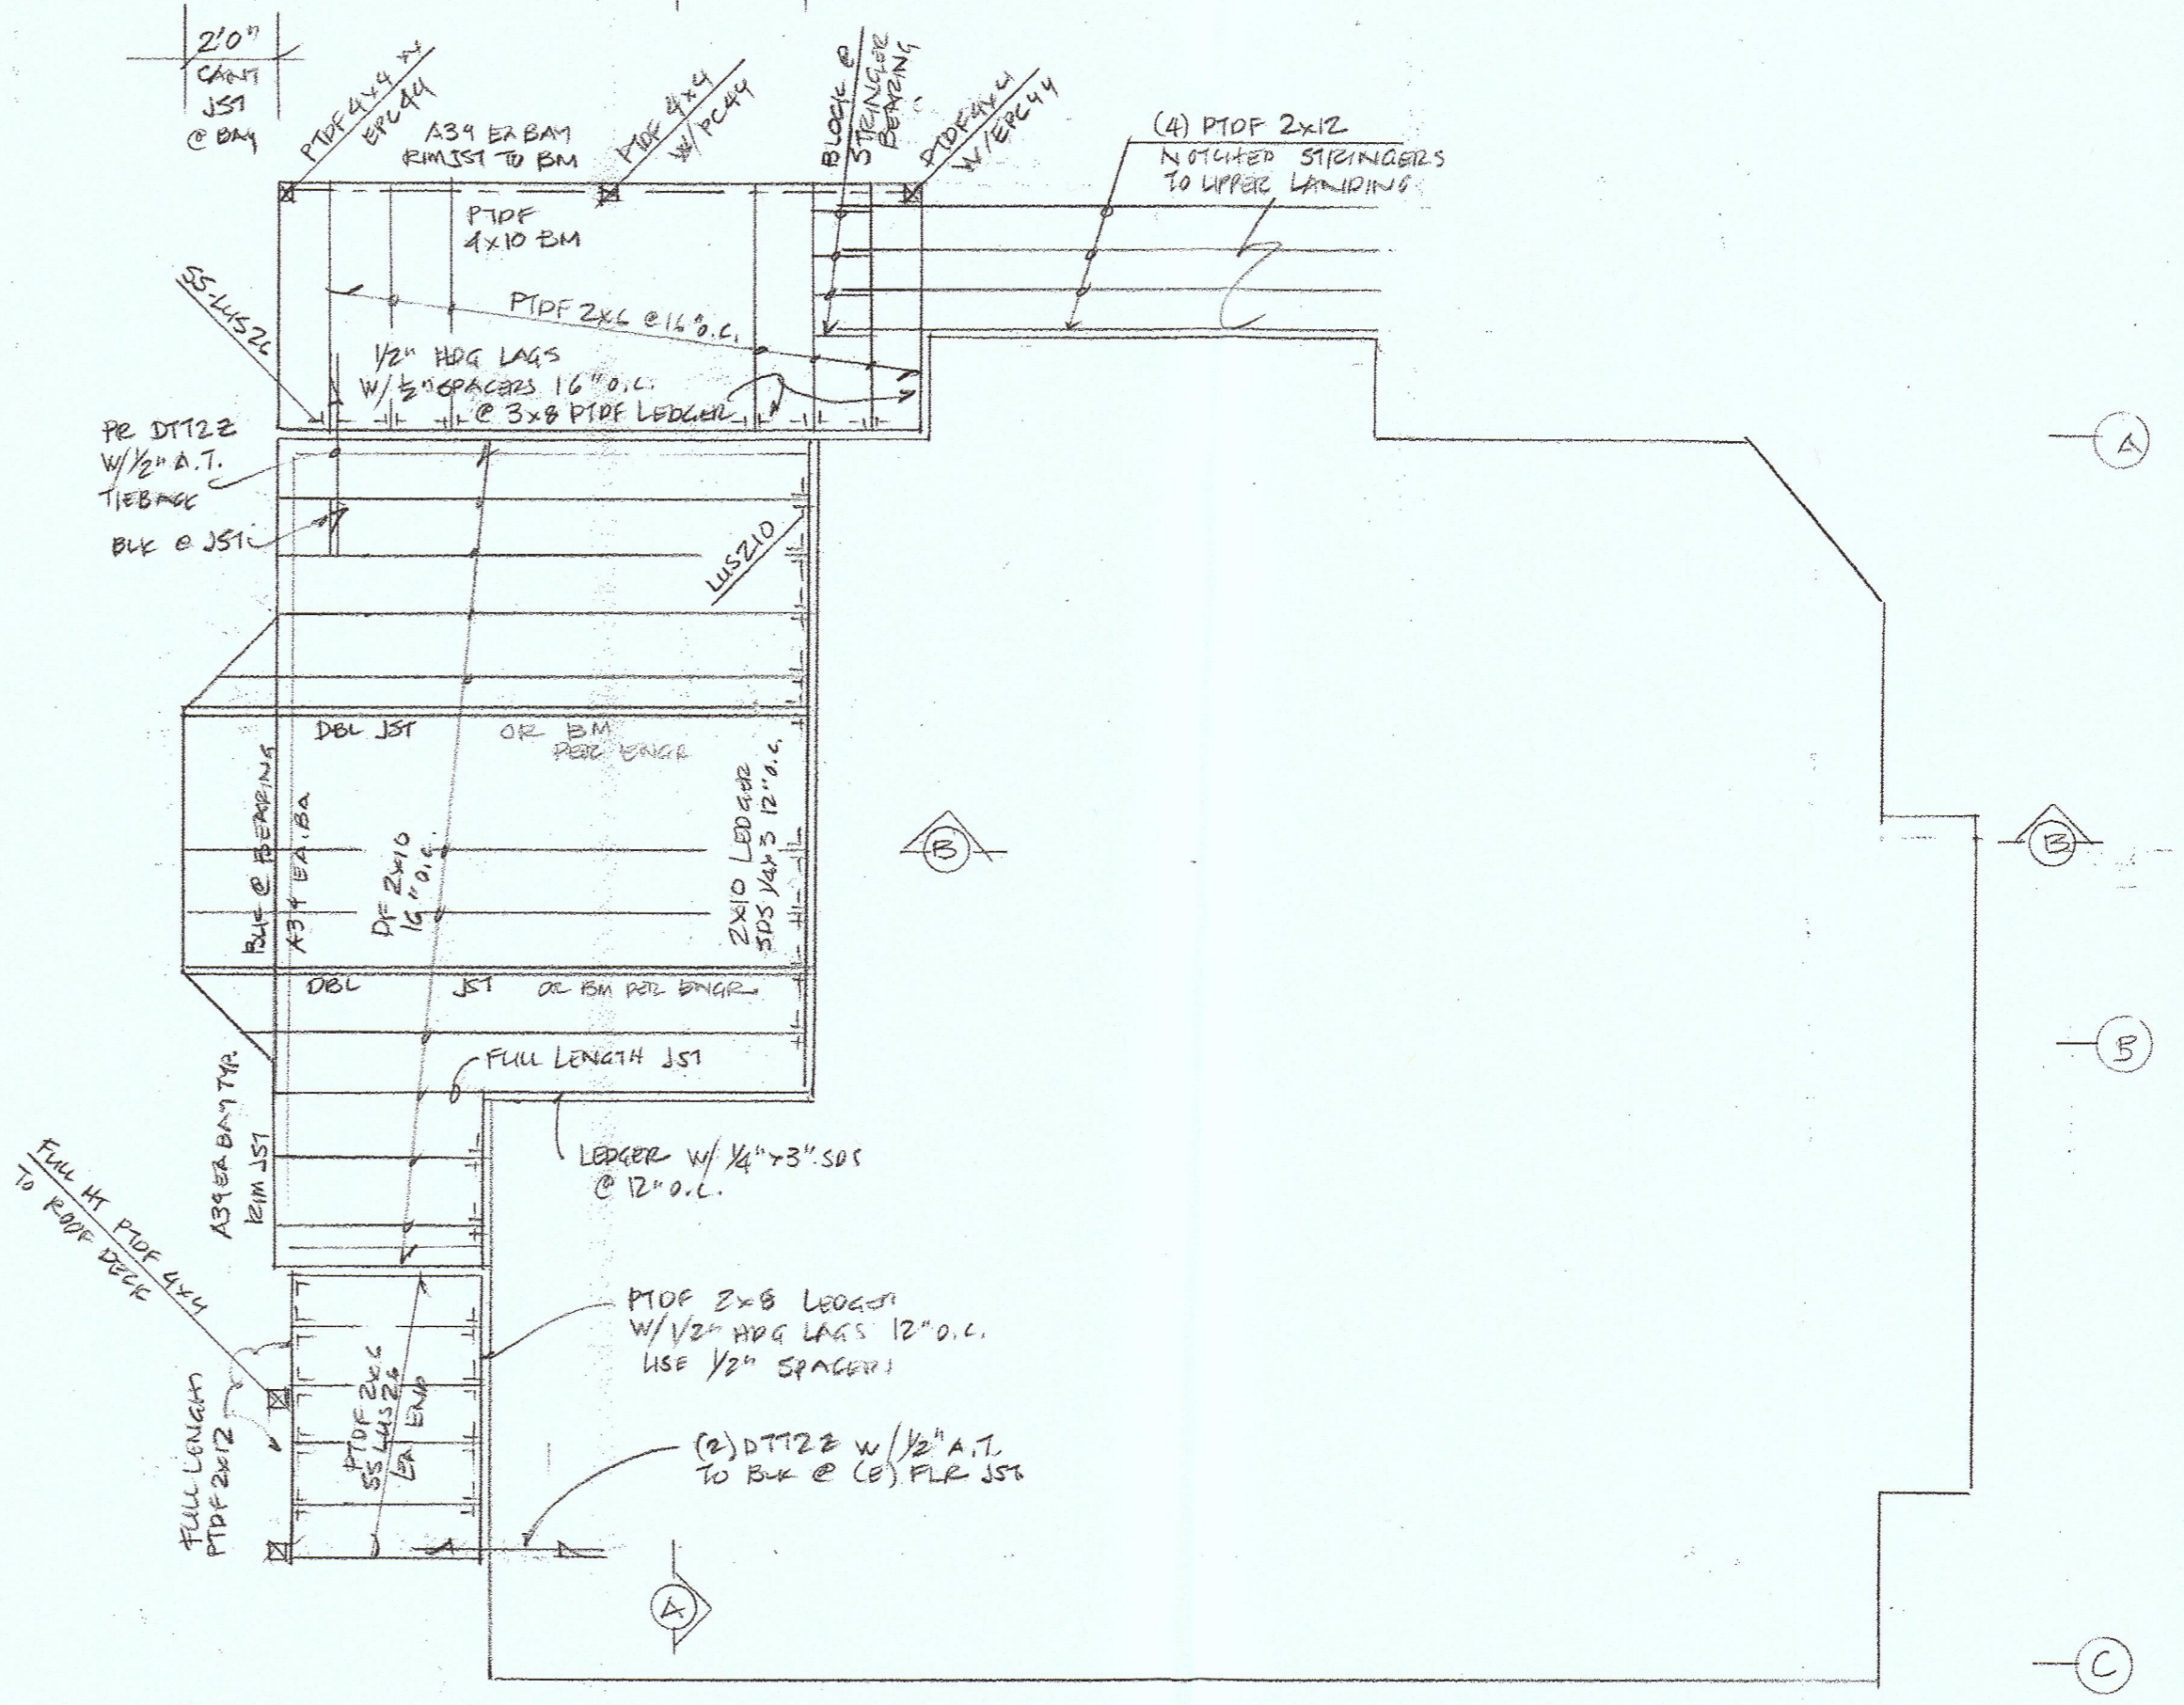 2'0"
CANT
JST
@ BAY
PTDF 4x4 W
EPC44
A34 EA BAY
RIM JST TO BM
PTDF 4x4
W/PC44
BLOCK @
STRINGER
BEARING
PTDF 4x4
W/EPC44
(4) PTDF 2x12
NOTCHED STRINGERS
TO UPPER LANDING
PTDF
4x10 BM
SS-LUS26
PTDF 2x6 @ 16" O.C.
1/2" HDG LAGS
W/ ½" SPACERS 16" O.C.
@ 3x8 PTDF LEDGER
PR DTT2Z
W/ ½" A.T.
TIEBACK
BLK @ JST
LUS210
A
DBL JST OR BM
PER ENGR
BLK @ BEARING
A34 EA. BA
DF 2x10
16" O.C.
2x10 LEDGER
SDS 1/4x3 12" O.C.
B
B
DBL JST OR BM PER ENGR
B
FULL LENGTH JST
A34 EA BAY TYP.
RIM JST
LEDGER W/ 1/4"x3" SDS
@ 12" O.C.
FULL HT PTDF 4x4
TO ROOF DECK
PTDF 2x8 LEDGER
W/ 1/2" HDG LAGS 12" O.C.
USE 1/2" SPACERS
FULL LENGTH
PTDF 2x12
PTDF 2x6
SS LUS26
EA END
(2) DTT2Z W/ ½" A.T.
TO BLK @ (E) FLR JST
A
C